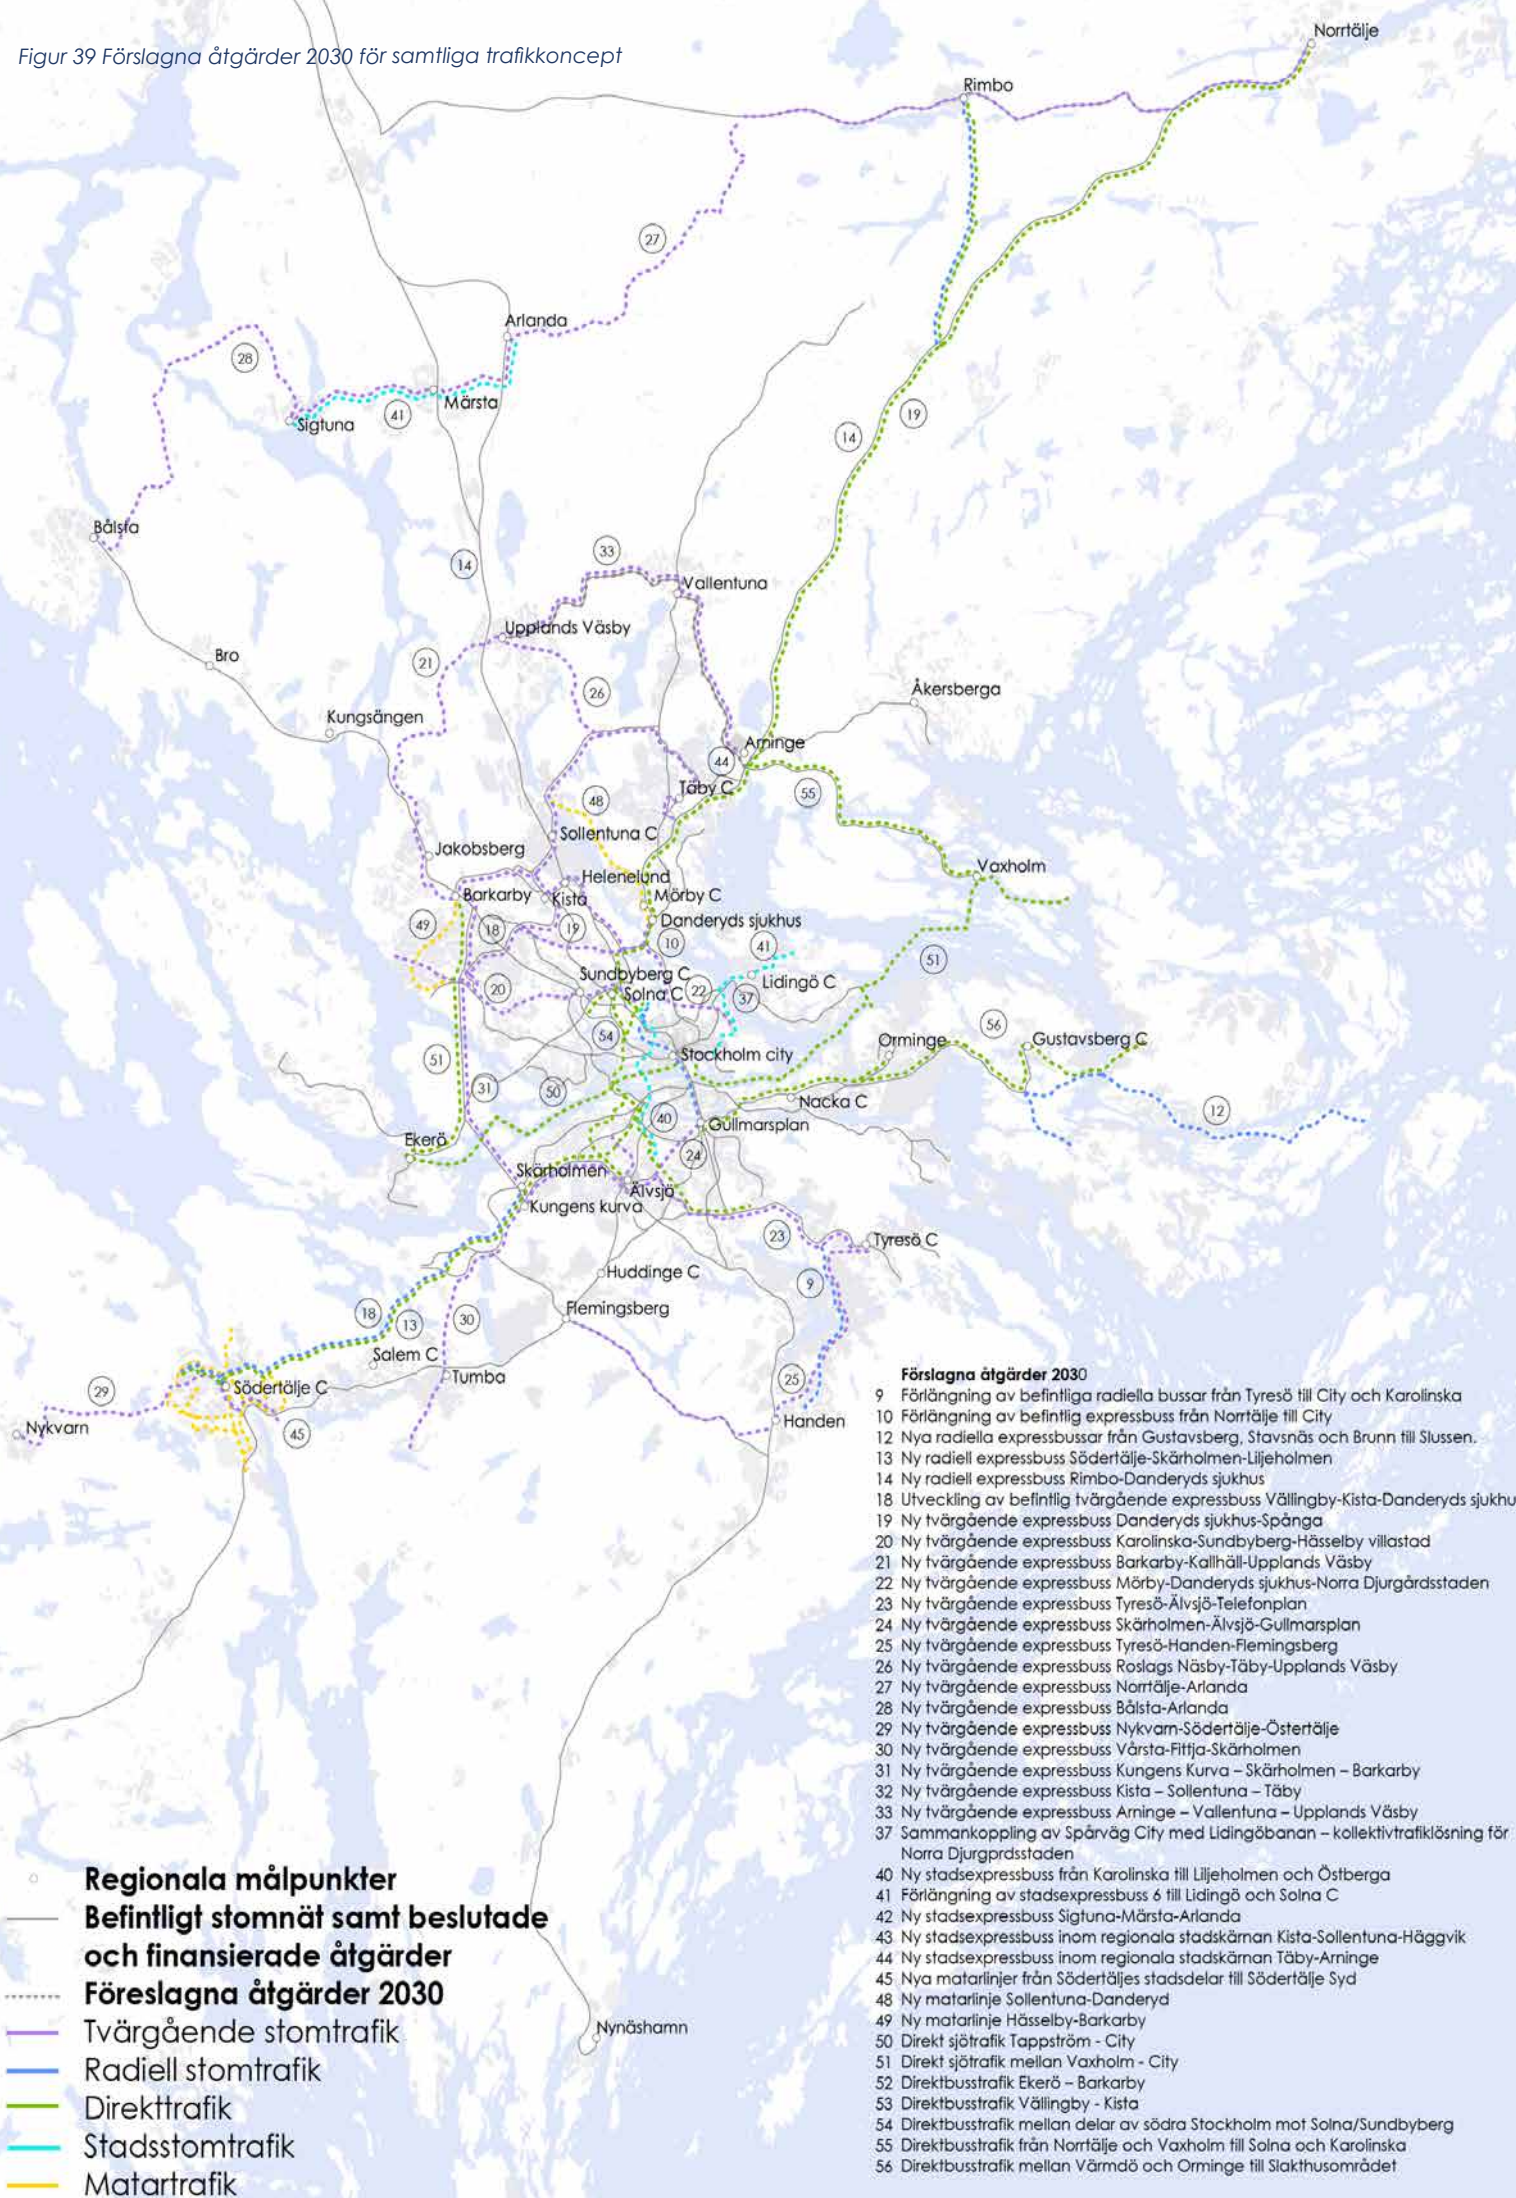 Figur 39 Förslagna åtgärder 2030 för samtliga trafikkoncept
Norrtälje
Rimbo
27
Arlanda
28
Märsta
41
Sigtuna
19
14
Bålsta
33
14
Vallentuna
Upplands Väsby
Bro
21
26
Åkersberga
Kungsängen
Arninge
44
Täby C
55
48
Sollentuna C
Jakobsberg
Vaxholm
Helenelund
Barkarby
Kista
Mörby C
49
18
19
Danderyds sjukhus
10
41
51
Sundbyberg C
Lidingö C
20
Solna C
22
37
56
54
Orminge
Gustavsberg C
51
Stockholm city
31
50
Nacka C
12
40
Gullmarsplan
Ekerö
24
Skärholmen
Älvsjö
Kungens kurva
23
Tyresö C
Huddinge C
9
Flemingsberg
18
13
30
Salem C
Tumba
Södertälje C
29
25
Handen
Nykvarn
45
Nynäshamn
Förslagna åtgärder 2030
9 Förlängning av befintliga radiella bussar från Tyresö till City och Karolinska
10 Förlängning av befintlig expressbuss från Norrtälje till City
12 Nya radiella expressbussar från Gustavsberg, Stavsnäs och Brunn till Slussen.
13 Ny radiell expressbuss Södertälje-Skärholmen-Liljeholmen
14 Ny radiell expressbuss Rimbo-Danderyds sjukhus
18 Utveckling av befintlig tvärgående expressbuss Vällingby-Kista-Danderyds sjukhu
19 Ny tvärgående expressbuss Danderyds sjukhus-Spånga
20 Ny tvärgående expressbuss Karolinska-Sundbyberg-Hässelby villastad
21 Ny tvärgående expressbuss Barkarby-Kallhäll-Upplands Väsby
22 Ny tvärgående expressbuss Mörby-Danderyds sjukhus-Norra Djurgårdsstaden
23 Ny tvärgående expressbuss Tyresö-Älvsjö-Telefonplan
24 Ny tvärgående expressbuss Skärholmen-Älvsjö-Gullmarsplan
25 Ny tvärgående expressbuss Tyresö-Handen-Flemingsberg
26 Ny tvärgående expressbuss Roslags Näsby-Täby-Upplands Väsby
27 Ny tvärgående expressbuss Norrtälje-Arlanda
28 Ny tvärgående expressbuss Bålsta-Arlanda
29 Ny tvärgående expressbuss Nykvarn-Södertälje-Östertälje
30 Ny tvärgående expressbuss Vårsta-Fittja-Skärholmen
31 Ny tvärgående expressbuss Kungens Kurva – Skärholmen – Barkarby
32 Ny tvärgående expressbuss Kista – Sollentuna – Täby
33 Ny tvärgående expressbuss Arninge – Vallentuna – Upplands Väsby
37 Sammankoppling av Spårväg City med Lidingöbanan – kollektivtrafiklösning för
Norra Djurgprdsstaden
40 Ny stadsexpressbuss från Karolinska till Liljeholmen och Östberga
41 Förlängning av stadsexpressbuss 6 till Lidingö och Solna C
42 Ny stadsexpressbuss Sigtuna-Märsta-Arlanda
43 Ny stadsexpressbuss inom regionala stadskärnan Kista-Sollentuna-Häggvik
44 Ny stadsexpressbuss inom regionala stadskärnan Täby-Arninge
45 Nya matarlinjer från Södertäljes stadsdelar till Södertälje Syd
48 Ny matarlinje Sollentuna-Danderyd
49 Ny matarlinje Hässelby-Barkarby
50 Direkt sjötrafik Tappström - City
51 Direkt sjötrafik mellan Vaxholm - City
52 Direktbusstrafik Ekerö – Barkarby
53 Direktbusstrafik Vällingby - Kista
54 Direktbusstrafik mellan delar av södra Stockholm mot Solna/Sundbyberg
55 Direktbusstrafik från Norrtälje och Vaxholm till Solna och Karolinska
56 Direktbusstrafik mellan Värmdö och Orminge till Slakthusområdet
Regionala målpunkter
Befintligt stomnät samt beslutade
och finansierade åtgärder
Föreslagna åtgärder 2030
Tvärgående stomtrafik
Radiell stomtrafik
Direkttrafik
Stadsstomtrafik
Matartrafik